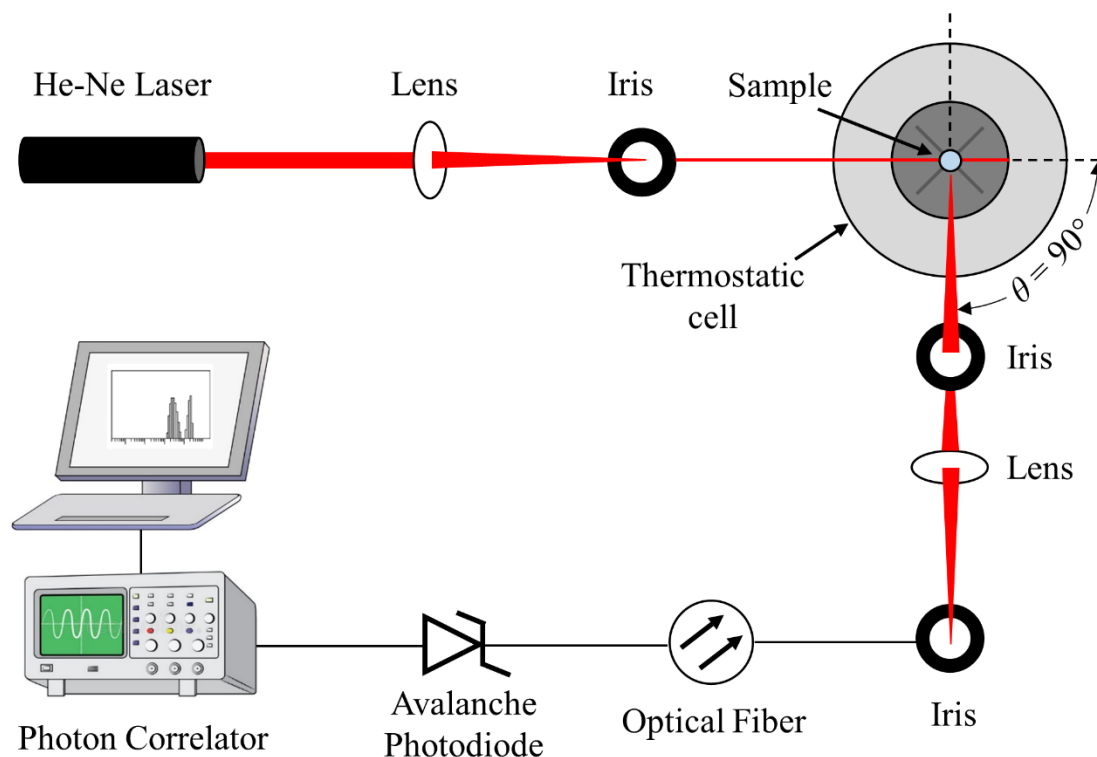 He-Ne Laser
Lens
Iris
Sample
Thermostatic
cell
θ = 90°
Iris
Lens
Iris
Optical Fiber
Avalanche
Photodiode
Photon Correlator